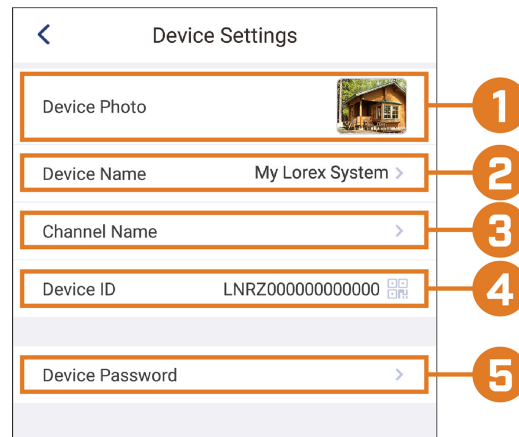 Device Settings
Device Photo
1
Device Name My Lorex System
2
Channel Name
3
Device ID LNRZ000000000000
4
Device Password
5